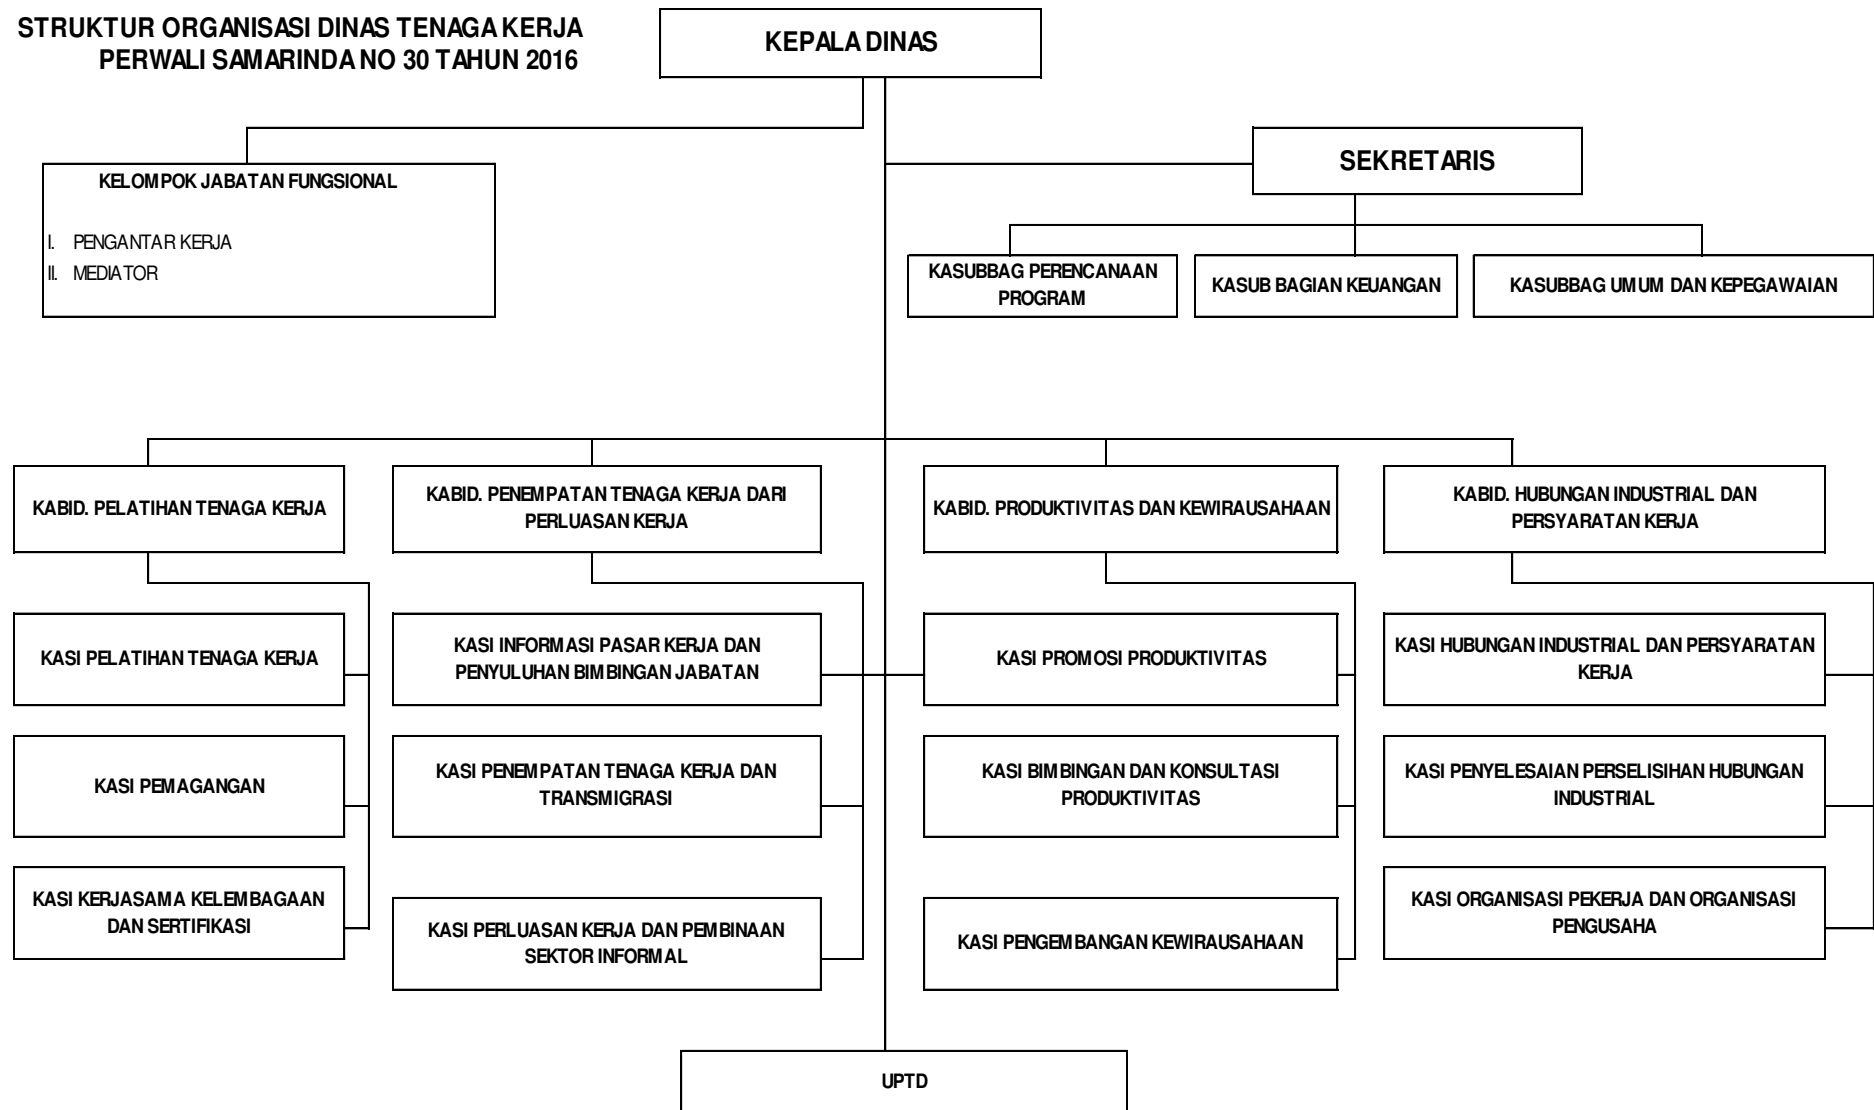 STRUKTUR ORGANISASI DINAS TENAGA KERJA
PERWALI SAMARINDA NO 30 TAHUN 2016
KEPALA DINAS
KELOMPOK JABATAN FUNGSIONAL
I. PENGANTAR KERJA
II. MEDIATOR
SEKRETARIS
KASUBBAG PERENCANAAN
PROGRAM
KASUB BAGIAN KEUANGAN
KASUBBAG UMUM DAN KEPEGAWAIAN
KABID. PELATIHAN TENAGA KERJA
KABID. PENEMPATAN TENAGA KERJA DARI
PERLUASAN KERJA
KABID. PRODUKTIVITAS DAN KEWIRAUSAHAAN
KABID. HUBUNGAN INDUSTRIAL DAN
PERSYARATAN KERJA
KASI PELATIHAN TENAGA KERJA
KASI INFORMASI PASAR KERJA DAN
PENYULUHAN BIMBINGAN JABATAN
KASI PROMOSI PRODUKTIVITAS
KASI HUBUNGAN INDUSTRIAL DAN PERSYARATAN
KERJA
KASI PEMAGANGAN
KASI PENEMPATAN TENAGA KERJA DAN
TRANSMIGRASI
KASI BIMBINGAN DAN KONSULTASI
PRODUKTIVITAS
KASI PENYELESAIAN PERSELISIHAN HUBUNGAN
INDUSTRIAL
KASI KERJASAMA KELEMBAGAAN
DAN SERTIFIKASI
KASI PERLUASAN KERJA DAN PEMBINAAN
SEKTOR INFORMAL
KASI PENGEMBANGAN KEWIRAUSAHAAN
KASI ORGANISASI PEKERJA DAN ORGANISASI
PENGUSAHA
UPTD